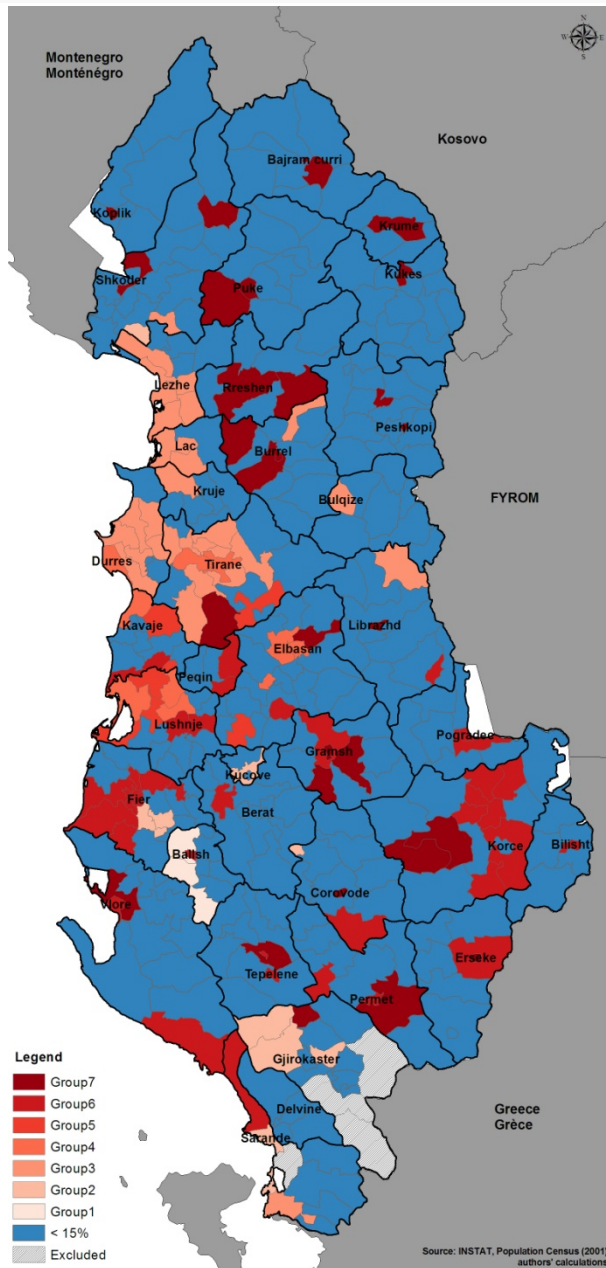 Montenegro
Monténégro
N
W
E
S
Kosovo
Bajram curri
Koplik
Krume
Kukes
Shkoder
Puke
Lezhe
Rreshen
Peshkopi
Lac
Burrel
Kruje
Bulqize
FYROM
Durres
Tirane
Kavaje
Librazhd
Elbasan
Peqin
Lushnje
Pogradec
Gramsh
Kucove
Fier
Berat
Korce
Bilisht
Ballsh
Corovode
Vlore
Erseke
Tepelene
Permet
Gjirokaster
Delvine
Sarande
Greece
Grèce
Legend
Group7
Group6
Group5
Group4
Group3
Group2
Group1
< 15%
Excluded
Source: INSTAT, Population Census (2001)
authors' calculations